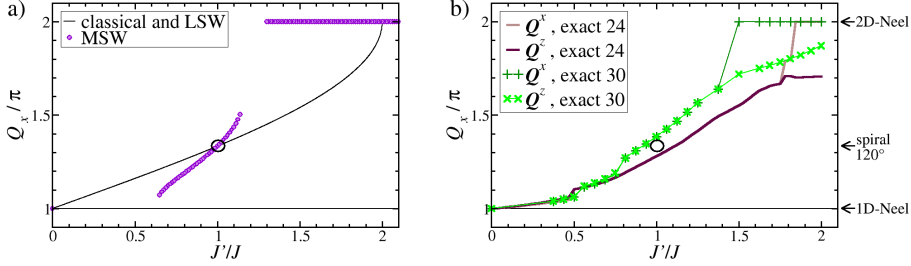 a)
classical and LSW
MSW
2
1.5
1
Q_x / π
0
0.5
1
1.5
2
J'/J
b)
Q^x , exact 24
Q^z , exact 24
Q^x , exact 30
Q^z , exact 30
2
1.5
1
Q_x / π
0
0.5
1
1.5
2
J'/J
2D-Neel
spiral
120°
1D-Neel